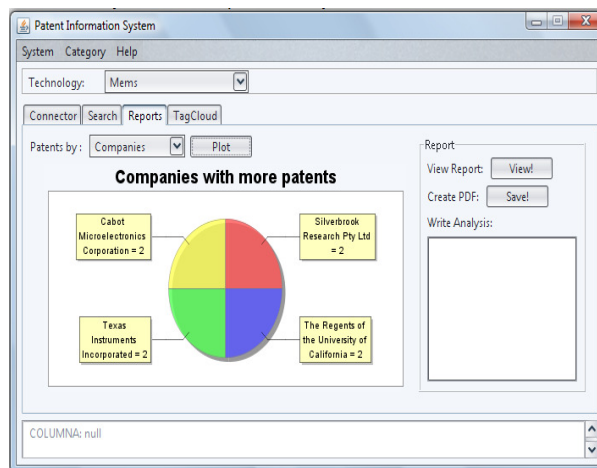 Patent Information System
System Category Help
Technology: Mems
Connector Search Reports TagCloud
Patents by: Companies Plot
Companies with more patents
Cabot
Microelectronics
Corporation = 2
Silverbrook
Research Pty Ltd
= 2
Texas
Instruments
Incorporated = 2
The Regents of
the University of
California = 2
Report
View Report: View!
Create PDF: Save!
Write Analysis:
COLUMNA: null